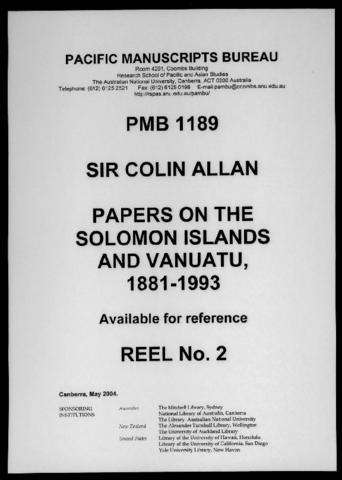 PACIFIC MANUSCRIPTS BUREAU
Room 4201, Coombs Building
Research School of Pacific and Asian Studies
The Australian National University, Canberra, ACT 0200 Australia
Telephone: (612) 6125 2521 Fax: (612) 6125 0198 E-mail pambu@coombs.anu.edu.au
http://rspas.anu.edu.au/pambu/
PMB 1189
SIR COLIN ALLAN
PAPERS ON THE
SOLOMON ISLANDS
AND VANUATU,
1881-1993
Available for reference
REEL No. 2
Canberra, May 2004.
SPONSORING INSTITUTIONS
Australia: The Mitchell Library, Sydney
National Library of Australia, Canberra
The Library, Australian National University
New Zealand The Alexander Turnbull Library, Wellington
The University of Auckland Library
United States Library of the University of Hawaii, Honolulu
Library of the University of California, San Diego
Yale University Library, New Haven